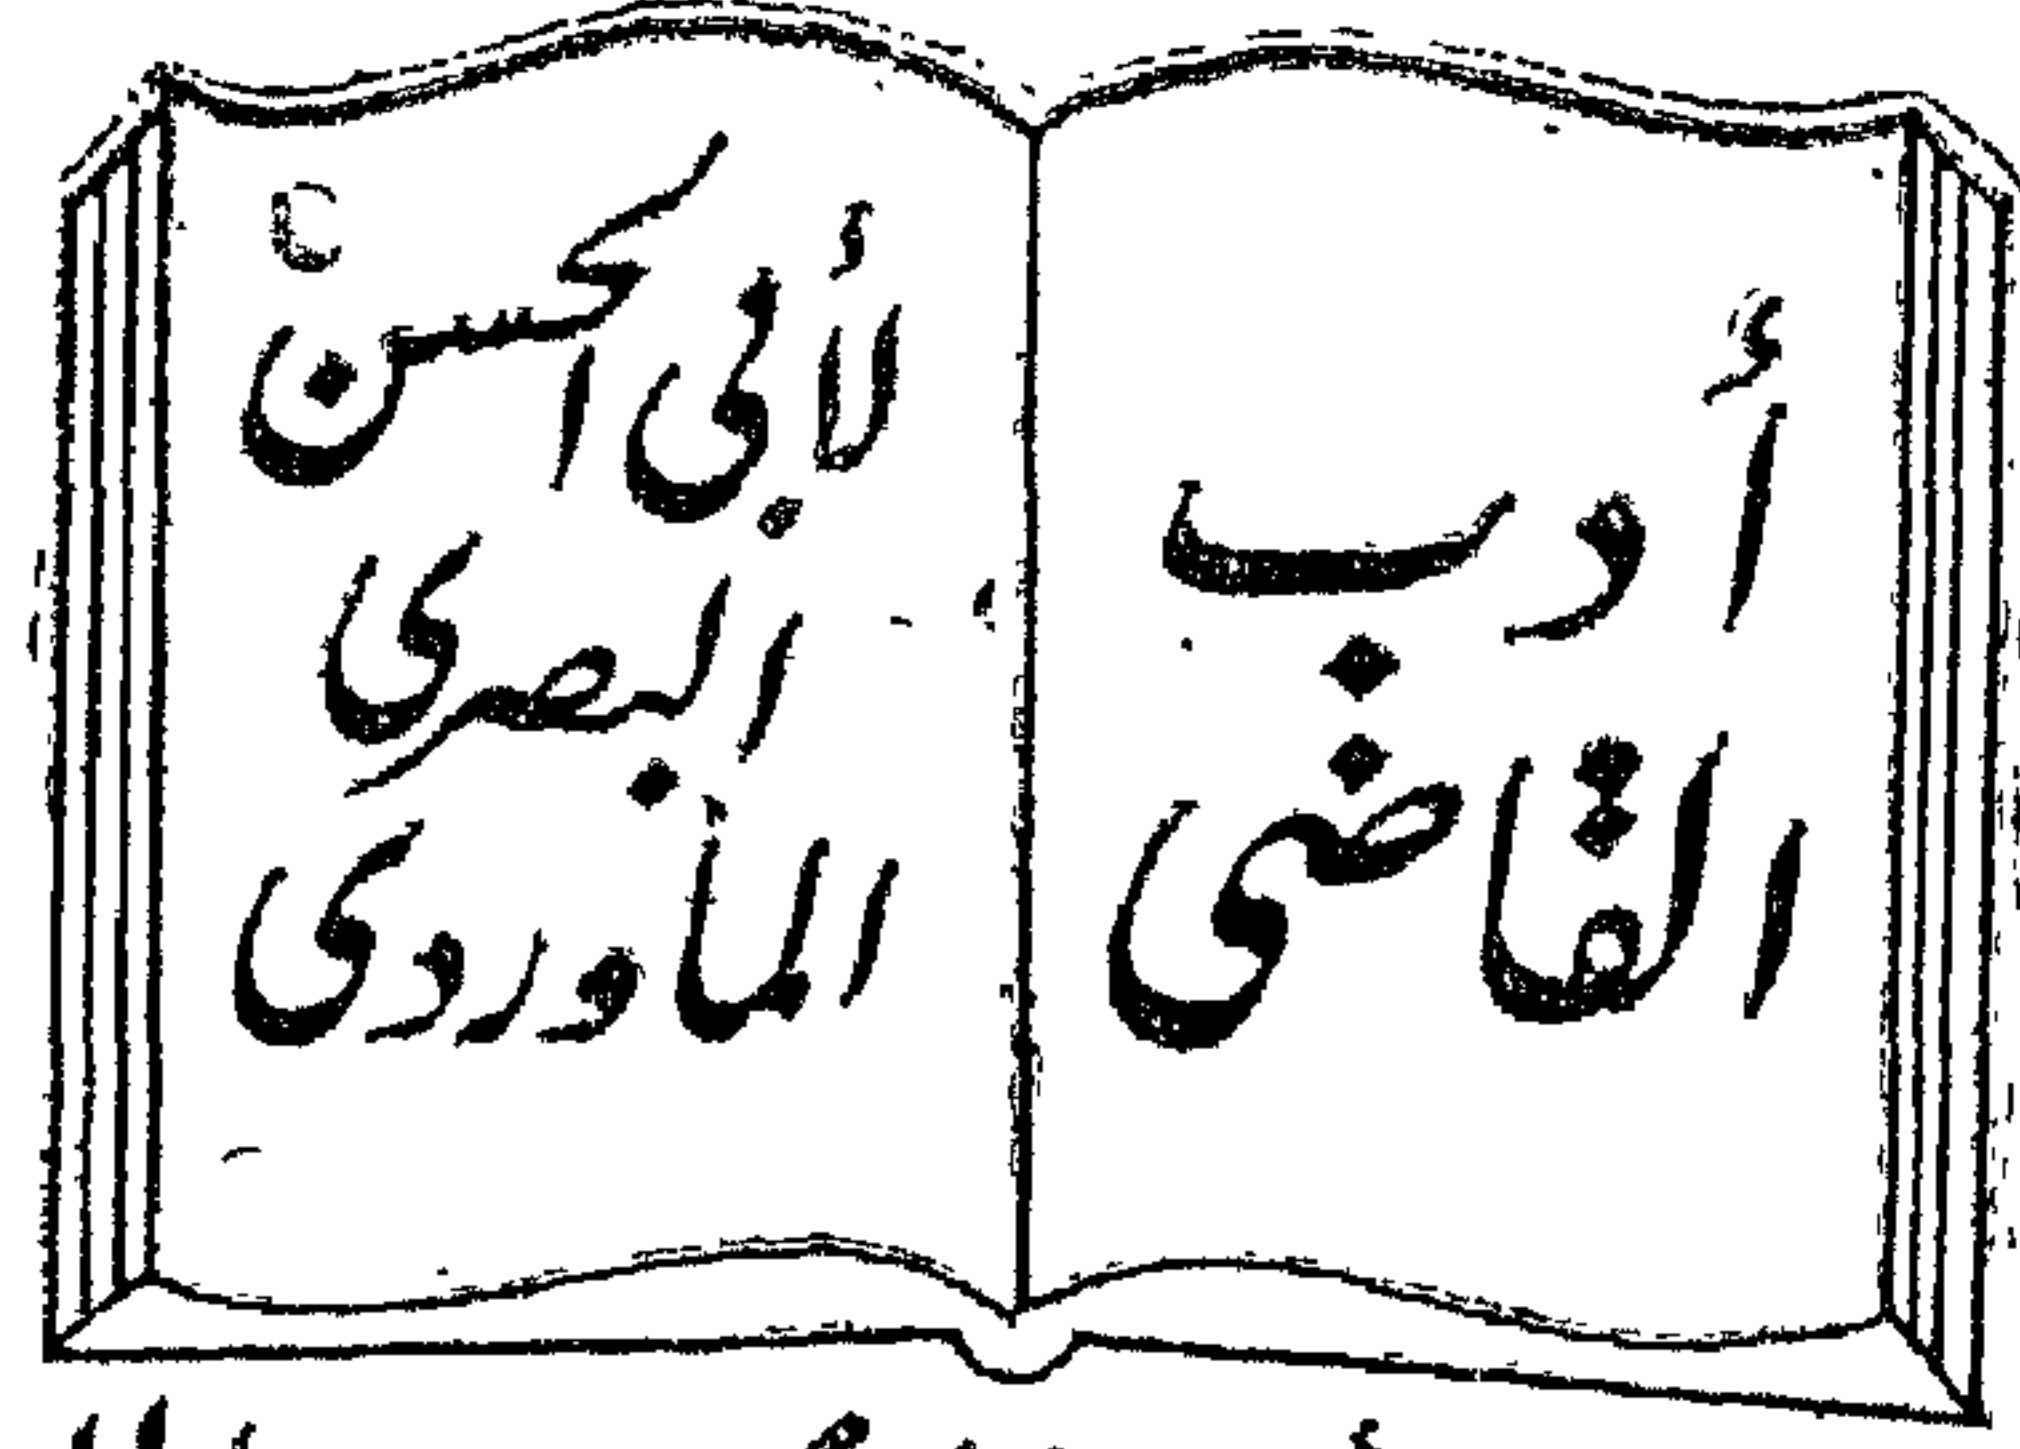 أدب
القاضى
لأبى الحسن
البصرى
الماوردى